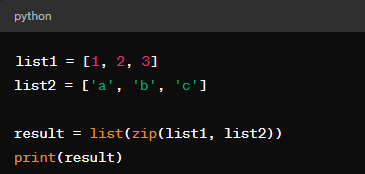 python
list1 = [1, 2, 3]
list2 = ['a', 'b', 'c']
result = list(zip(list1, list2))
print(result)